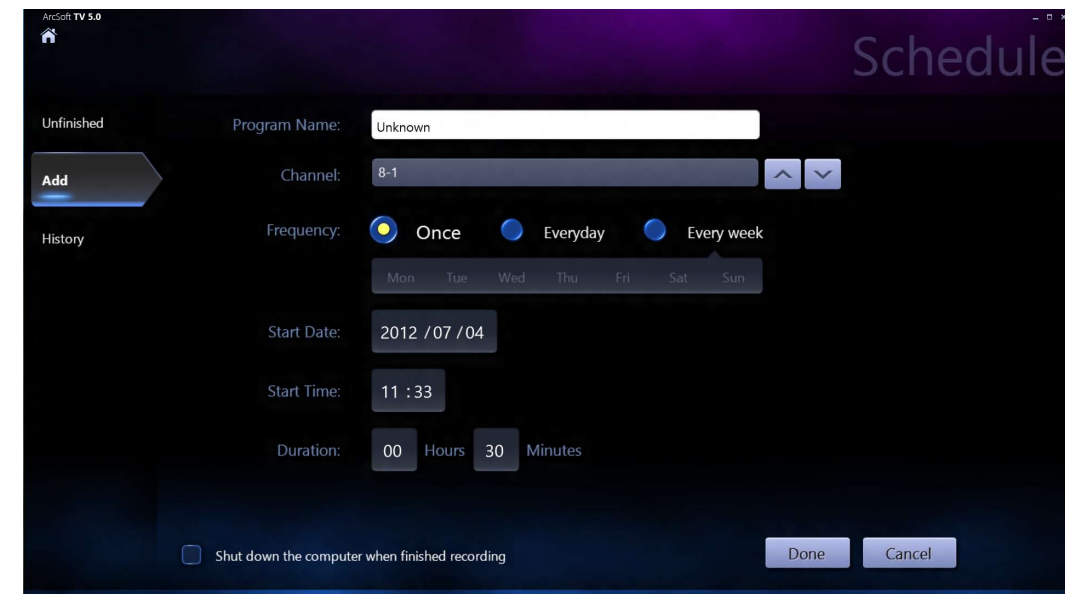 ArcSoft TV 5.0
Schedule
Unfinished
Add
History
Program Name: Unknown
Channel: 8-1
Frequency: Once Everyday Every week
Mon Tue Wed Thu Fri Sat Sun
Start Date: 2012 / 07 / 04
Start Time: 11 : 33
Duration: 00 Hours 30 Minutes
Shut down the computer when finished recording
Done Cancel